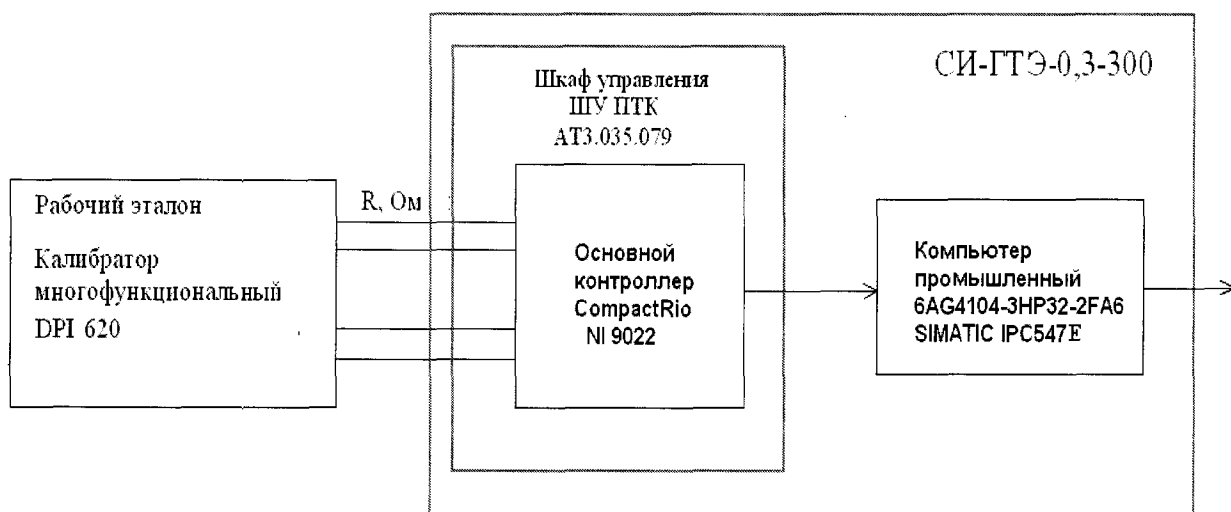 СИ-ГТЭ-0,3-300
Шкаф управления
ШУ ПТК
АТ3.035.079
Рабочий эталон
Калибратор
многофункциональный
DPI 620
R, Ом
Основной
контроллер
CompactRio
NI 9022
Компьютер
промышленный
6AG4104-3HP32-2FA6
SIMATIC IPC547E